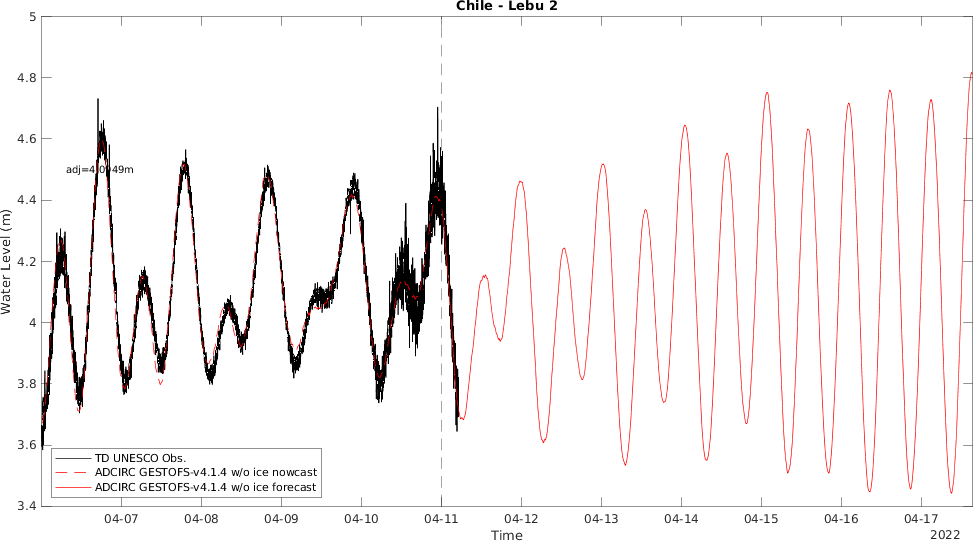 Chile - Lebu 2
5
4.8
4.6
4.4
4.2
4
3.8
3.6
3.4
Water Level (m)
adj=4.0949m
TD UNESCO Obs.
ADCIRC GESTOFS-v4.1.4 w/o ice nowcast
ADCIRC GESTOFS-v4.1.4 w/o ice forecast
04-07 04-08 04-09 04-10 04-11 04-12 04-13 04-14 04-15 04-16 04-17
Time
2022